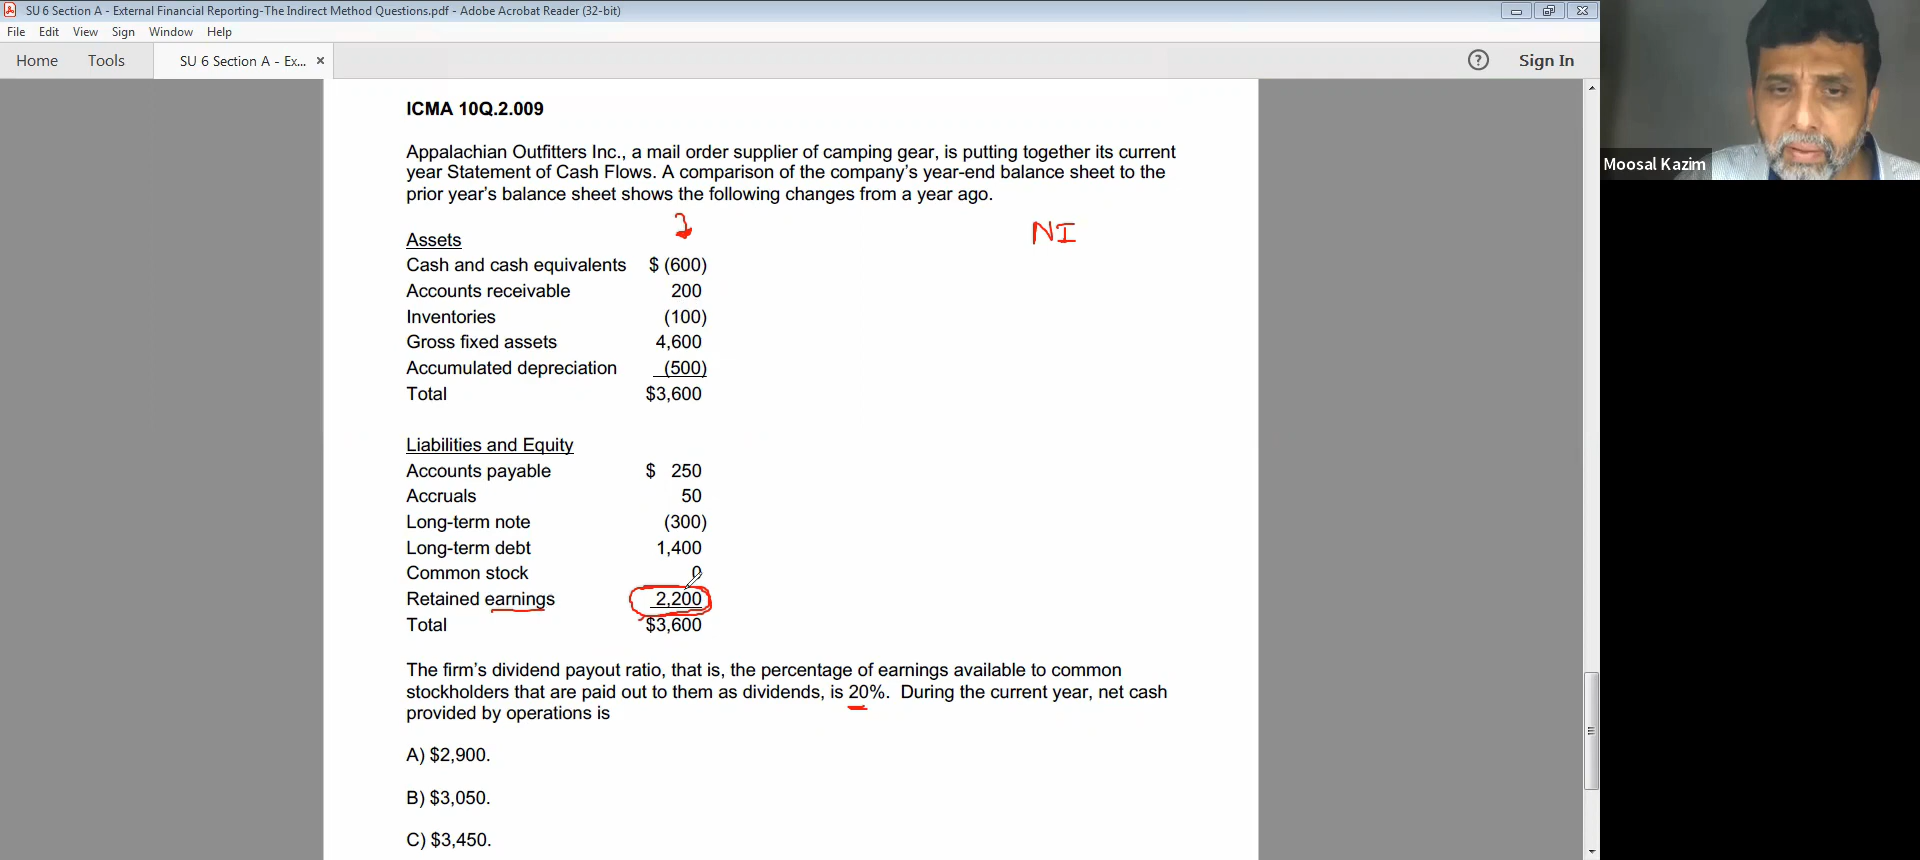 SU 6 Section A - External Financial Reporting-The Indirect Method Questions.pdf - Adobe Acrobat Reader (32-bit)
File Edit View Sign Window Help
Home Tools SU 6 Section A - Ex... × ? Sign In
Moosal Kazim
ICMA 10Q.2.009
Appalachian Outfitters Inc., a mail order supplier of camping gear, is putting together its current
year Statement of Cash Flows. A comparison of the company's year-end balance sheet to the
prior year's balance sheet shows the following changes from a year ago.
NI
Assets
Cash and cash equivalents $ (600)
Accounts receivable 200
Inventories (100)
Gross fixed assets 4,600
Accumulated depreciation (500)
Total $3,600
Liabilities and Equity
Accounts payable $ 250
Accruals 50
Long-term note (300)
Long-term debt 1,400
Common stock 0
Retained earnings 2,200
Total $3,600
The firm's dividend payout ratio, that is, the percentage of earnings available to common
stockholders that are paid out to them as dividends, is 20%. During the current year, net cash
provided by operations is
A) $2,900.
B) $3,050.
C) $3,450.